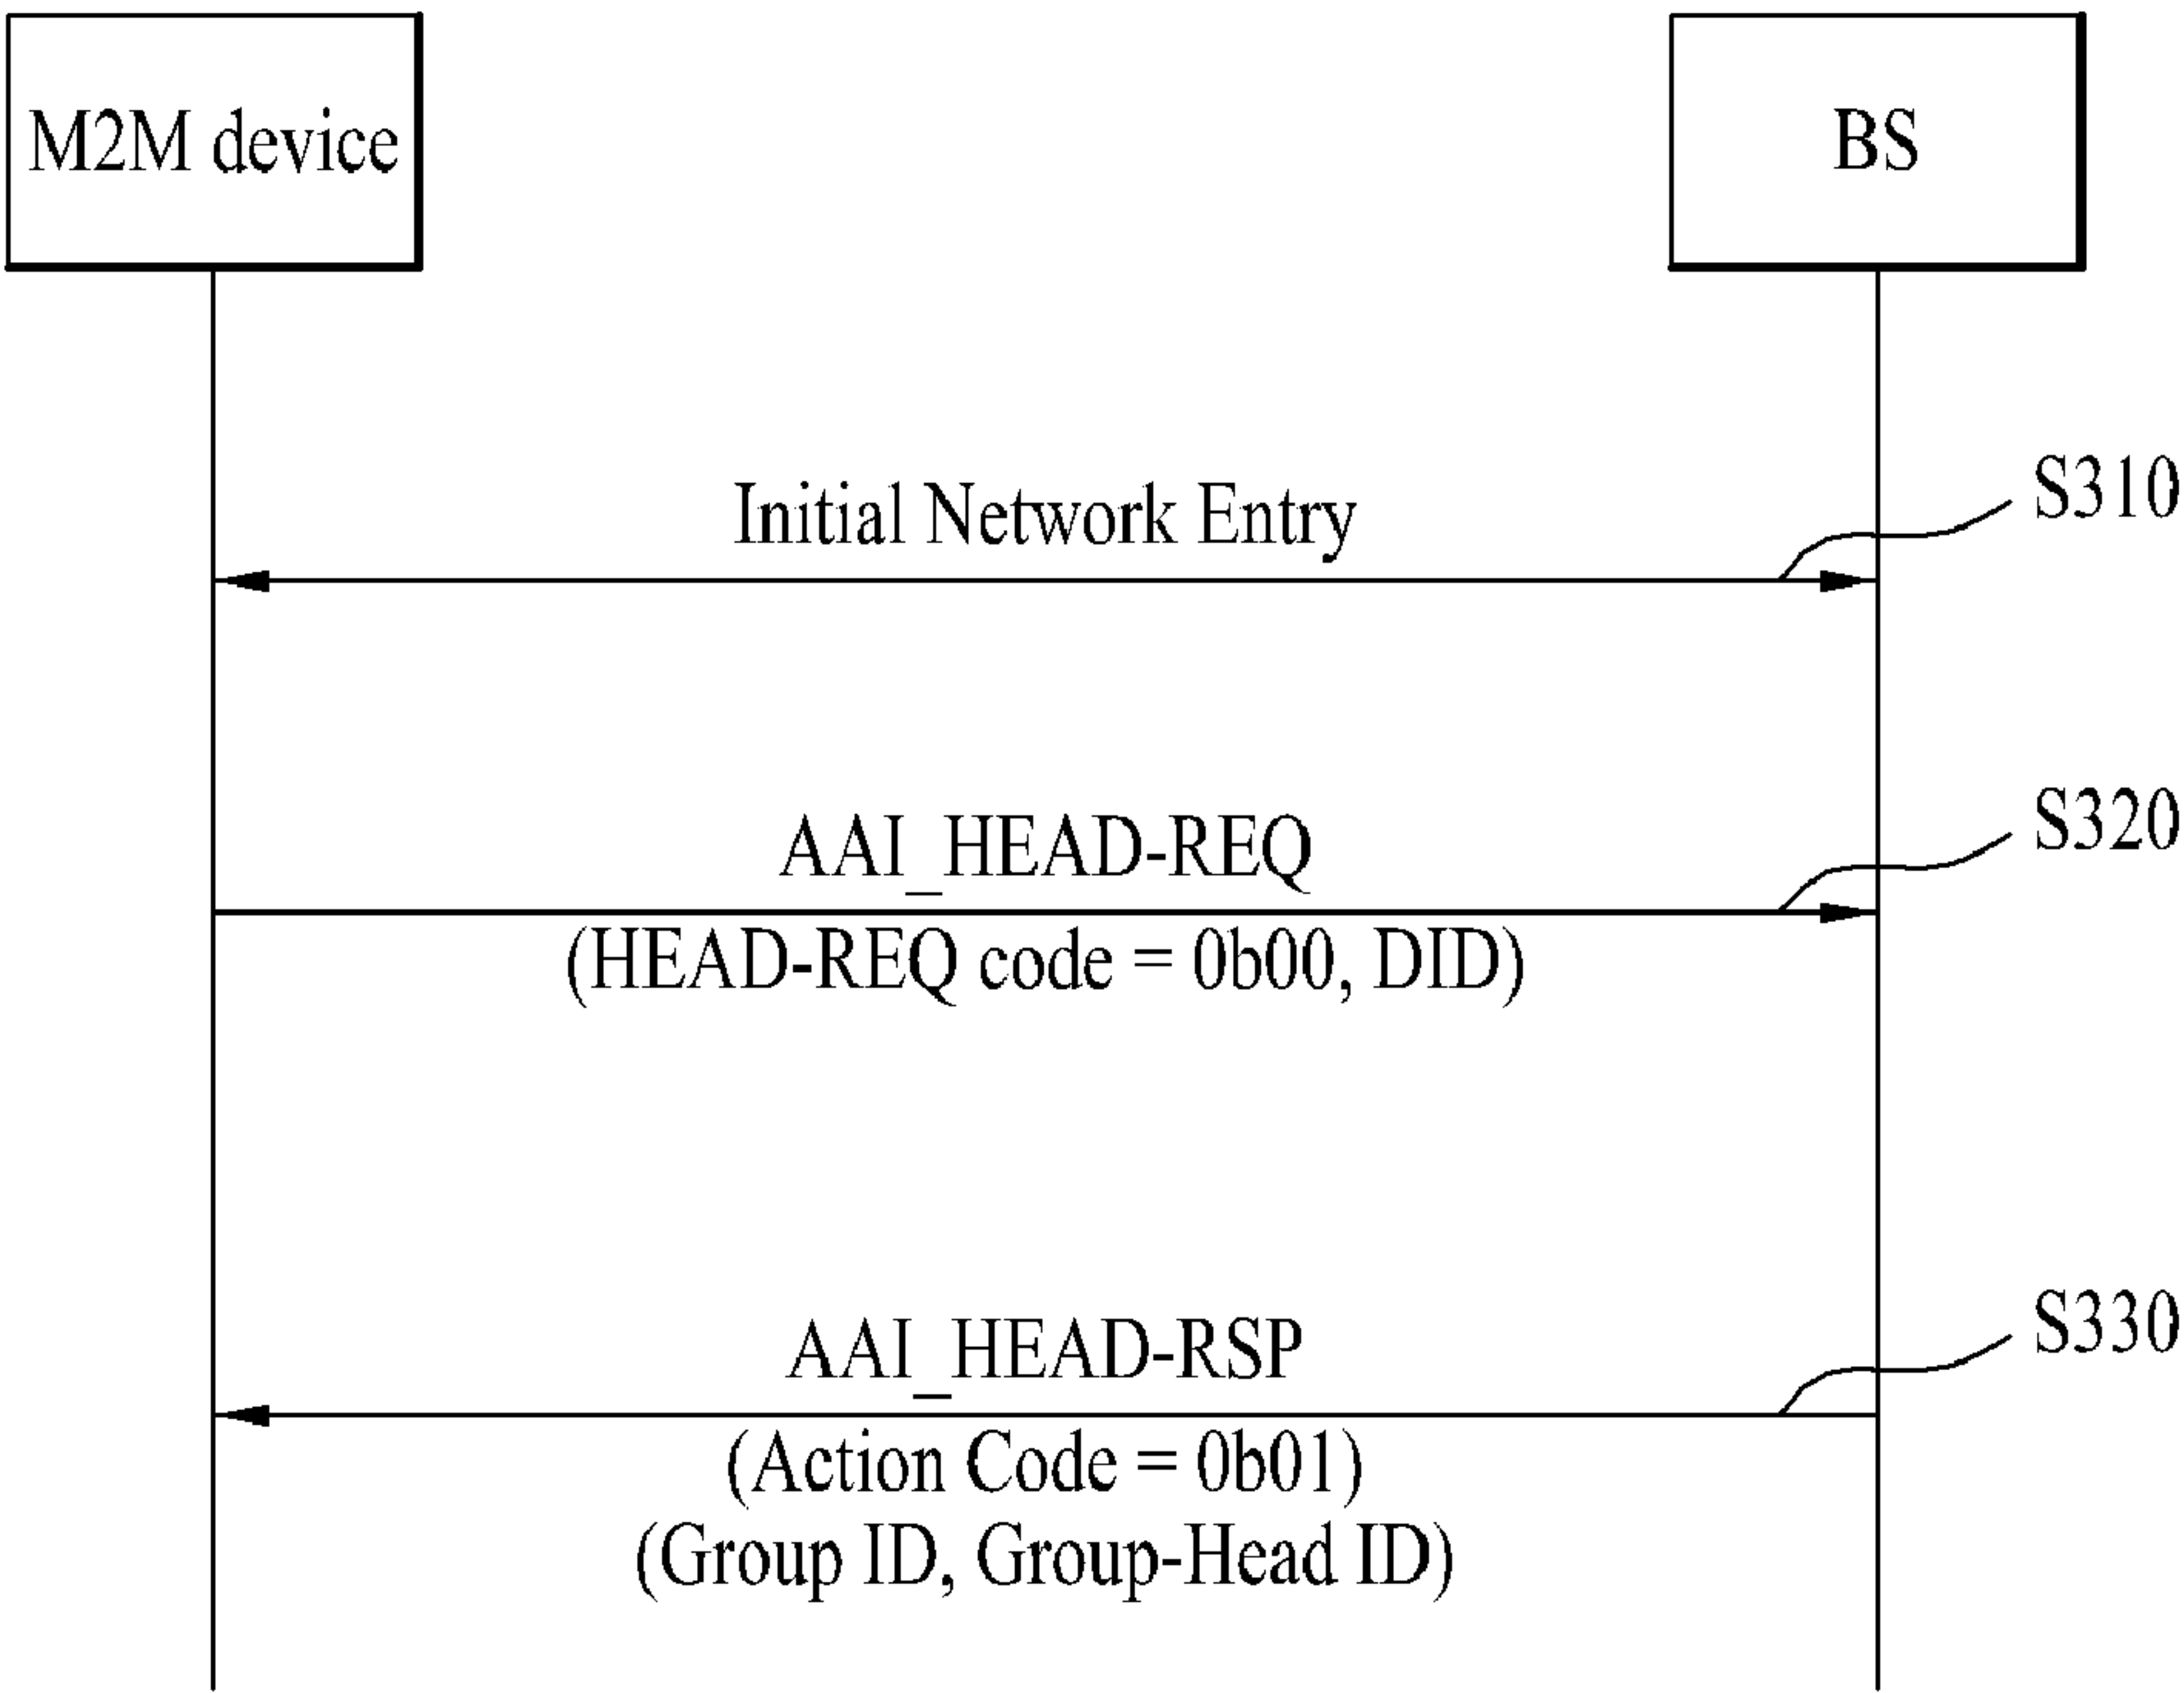 M2M device
BS
Initial Network Entry
S310
AAI_HEAD-REQ
S320
(HEAD-REQ code = 0b00, DID)
AAI_HEAD-RSP
S330
(Action Code = 0b01)
(Group ID, Group-Head ID)